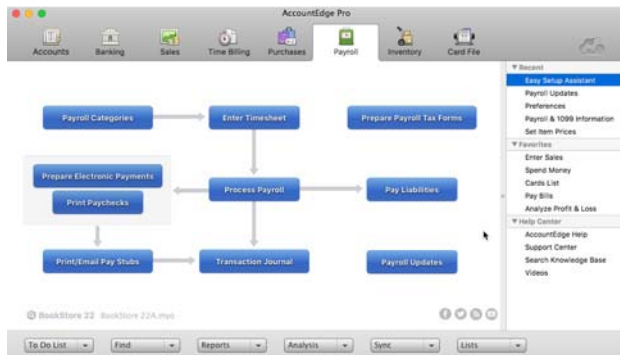 AccountEdge Pro
Accounts Banking Sales Time Billing Purchases Payroll Inventory Card File
Payroll Categories Enter Timesheet Prepare Payroll Tax Forms
Prepare Electronic Payments
Process Payroll Pay Liabilities
Print Paychecks
Print/Email Pay Stubs Transaction Journal Payroll Updates
BookStore 22 BookStore 22A.myo
Recent
Easy Setup Assistant
Payroll Updates
Preferences
Payroll & 1099 Information
Set Item Prices
Favorites
Enter Sales
Spend Money
Cards List
Pay Bills
Analyze Profit & Loss
Help Center
AccountEdge Help
Support Center
Search Knowledge Base
Videos
To Do List Find Reports Analysis Sync Lists